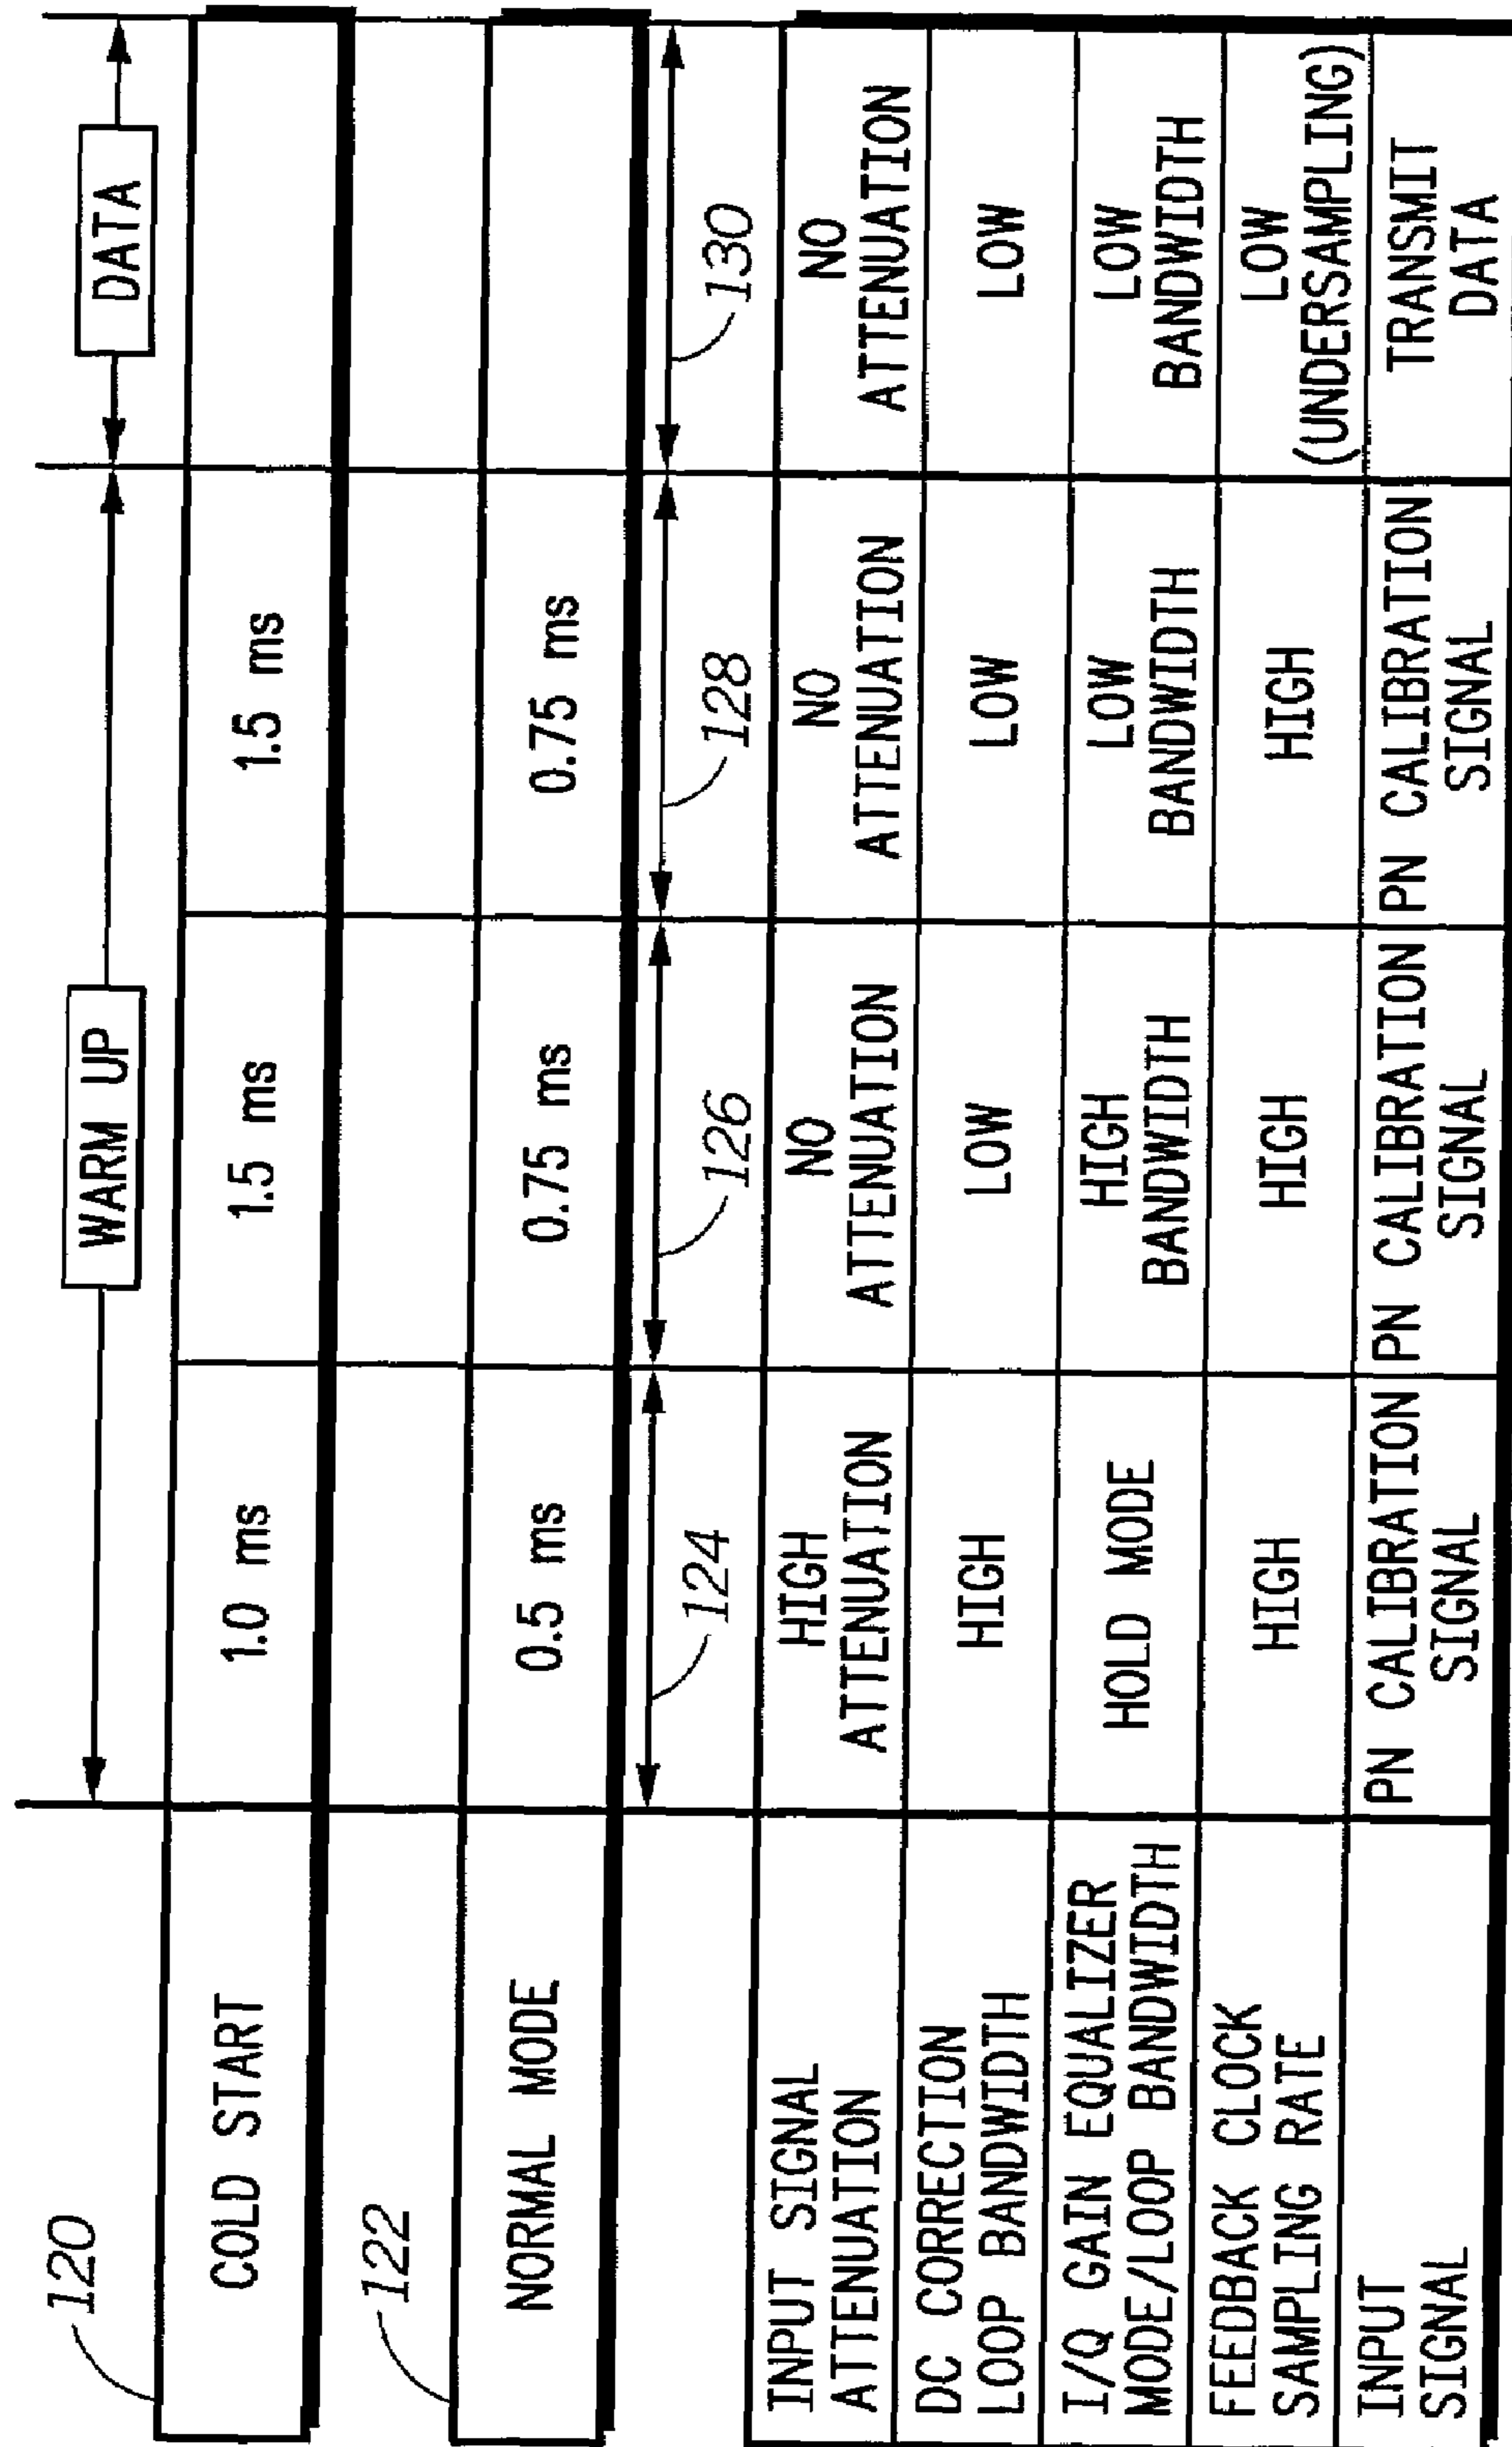 WARM UP
DATA
120
COLD START
1.0 ms
1.5 ms
1.5 ms
122
NORMAL MODE
0.5 ms
0.75 ms
0.75 ms
124
126
128
130
INPUT SIGNAL
ATTENUATION
HIGH
ATTENUATION
NO
ATTENUATION
NO
ATTENUATION
NO
ATTENUATION
DC CORRECTION
LOOP BANDWIDTH
HIGH
LOW
LOW
LOW
I/Q GAIN EQUALIZER
MODE/LOOP BANDWIDTH
HOLD MODE
HIGH
BANDWIDTH
LOW
BANDWIDTH
LOW
BANDWIDTH
FEEDBACK CLOCK
SAMPLING RATE
HIGH
HIGH
HIGH
LOW
(UNDERSAMPLING)
INPUT
SIGNAL
PN CALIBRATION
SIGNAL
PN CALIBRATION
SIGNAL
PN CALIBRATION
SIGNAL
TRANSMIT
DATA